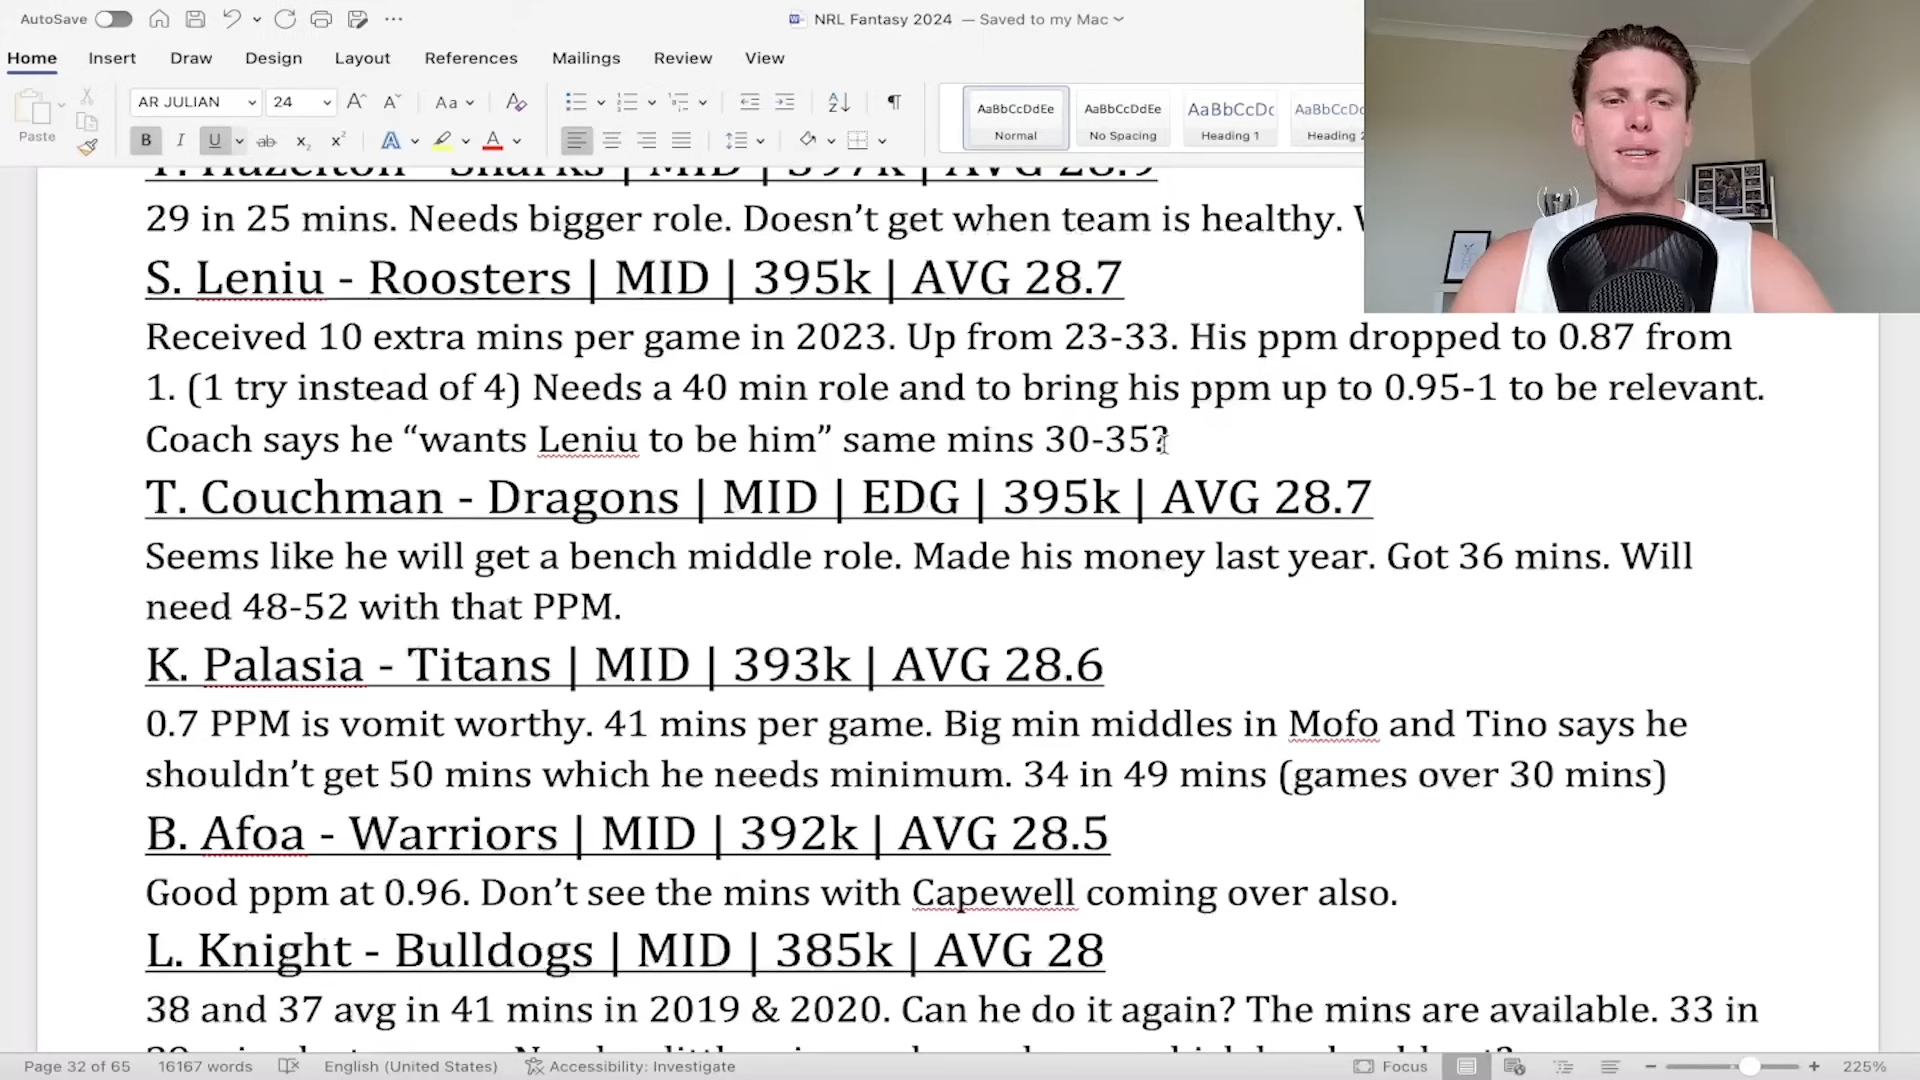 AutoSave
NRL Fantasy 2024 — Saved to my Mac
Home Insert Draw Design Layout References Mailings Review View
Paste
AR JULIAN 24
AaBbCcDdEe AaBbCcDdEe AaBbCcDc AaBbCcDd
Normal No Spacing Heading 1 Heading 2
T. Hazelton - Sharks | MID | 397k | AVG 28.9
29 in 25 mins. Needs bigger role. Doesn’t get when team is healthy.
S. Leniu - Roosters | MID | 395k | AVG 28.7
Received 10 extra mins per game in 2023. Up from 23-33. His ppm dropped to 0.87 from
1. (1 try instead of 4) Needs a 40 min role and to bring his ppm up to 0.95-1 to be relevant.
Coach says he “wants Leniu to be him” same mins 30-35?
T. Couchman - Dragons | MID | EDG | 395k | AVG 28.7
Seems like he will get a bench middle role. Made his money last year. Got 36 mins. Will
need 48-52 with that PPM.
K. Palasia - Titans | MID | 393k | AVG 28.6
0.7 PPM is vomit worthy. 41 mins per game. Big min middles in Mofo and Tino says he
shouldn’t get 50 mins which he needs minimum. 34 in 49 mins (games over 30 mins)
B. Afoa - Warriors | MID | 392k | AVG 28.5
Good ppm at 0.96. Don’t see the mins with Capewell coming over also.
L. Knight - Bulldogs | MID | 385k | AVG 28
38 and 37 avg in 41 mins in 2019 & 2020. Can he do it again? The mins are available. 33 in
Page 32 of 65 16167 words English (United States) Accessibility: Investigate Focus 225%